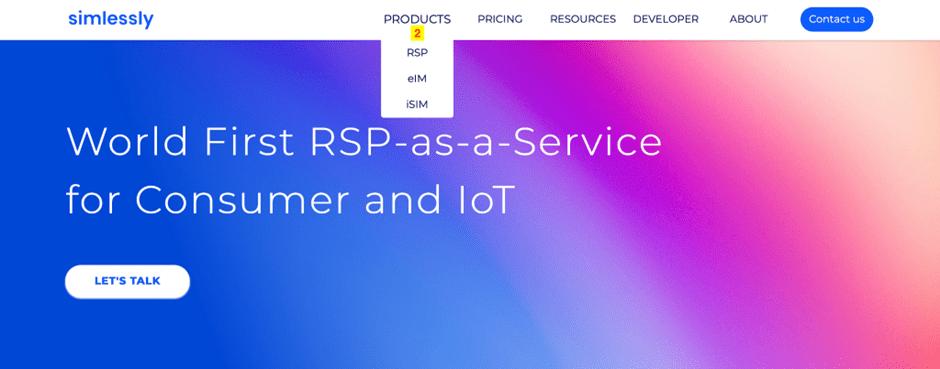 simlessly
PRODUCTS
PRICING
RESOURCES
DEVELOPER
ABOUT
Contact us
2
RSP
eIM
iSIM
World First RSP-as-a-Service
for Consumer and IoT
LET'S TALK